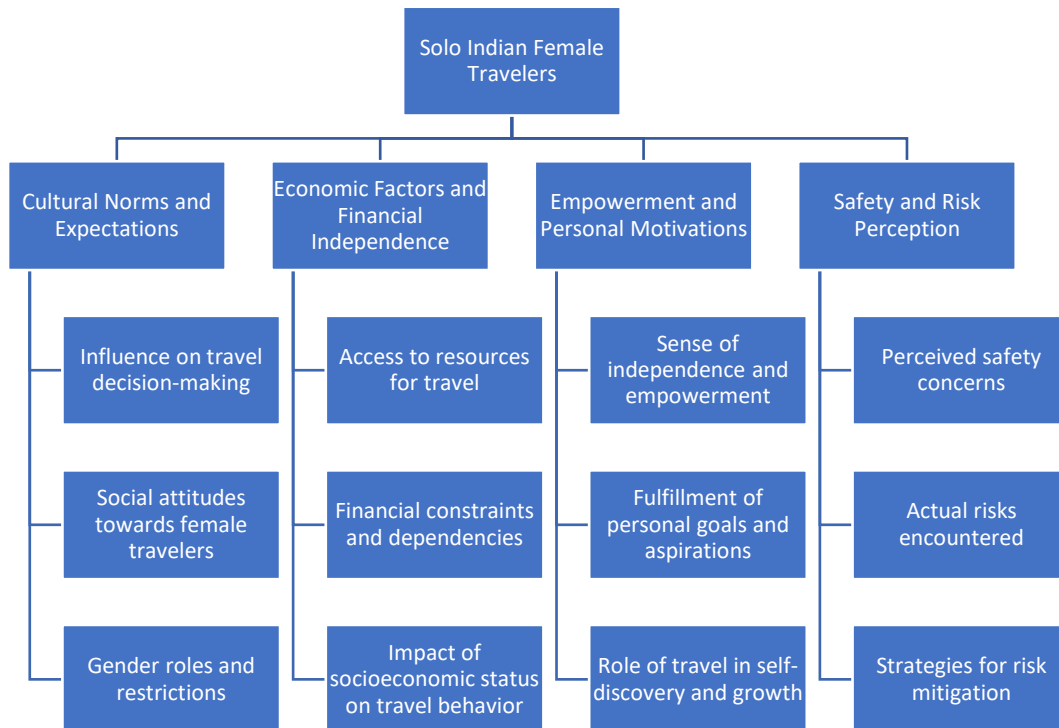 Solo Indian Female
Travelers
Cultural Norms and
Expectations
Influence on travel
decision-making
Social attitudes
towards female
travelers
Gender roles and
restrictions
Economic Factors and
Financial
Independence
Access to resources
for travel
Financial constraints
and dependencies
Impact of
socioeconomic status
on travel behavior
Empowerment and
Personal Motivations
Sense of
independence and
empowerment
Fulfillment of
personal goals and
aspirations
Role of travel in self-
discovery and growth
Safety and Risk
Perception
Perceived safety
concerns
Actual risks
encountered
Strategies for risk
mitigation